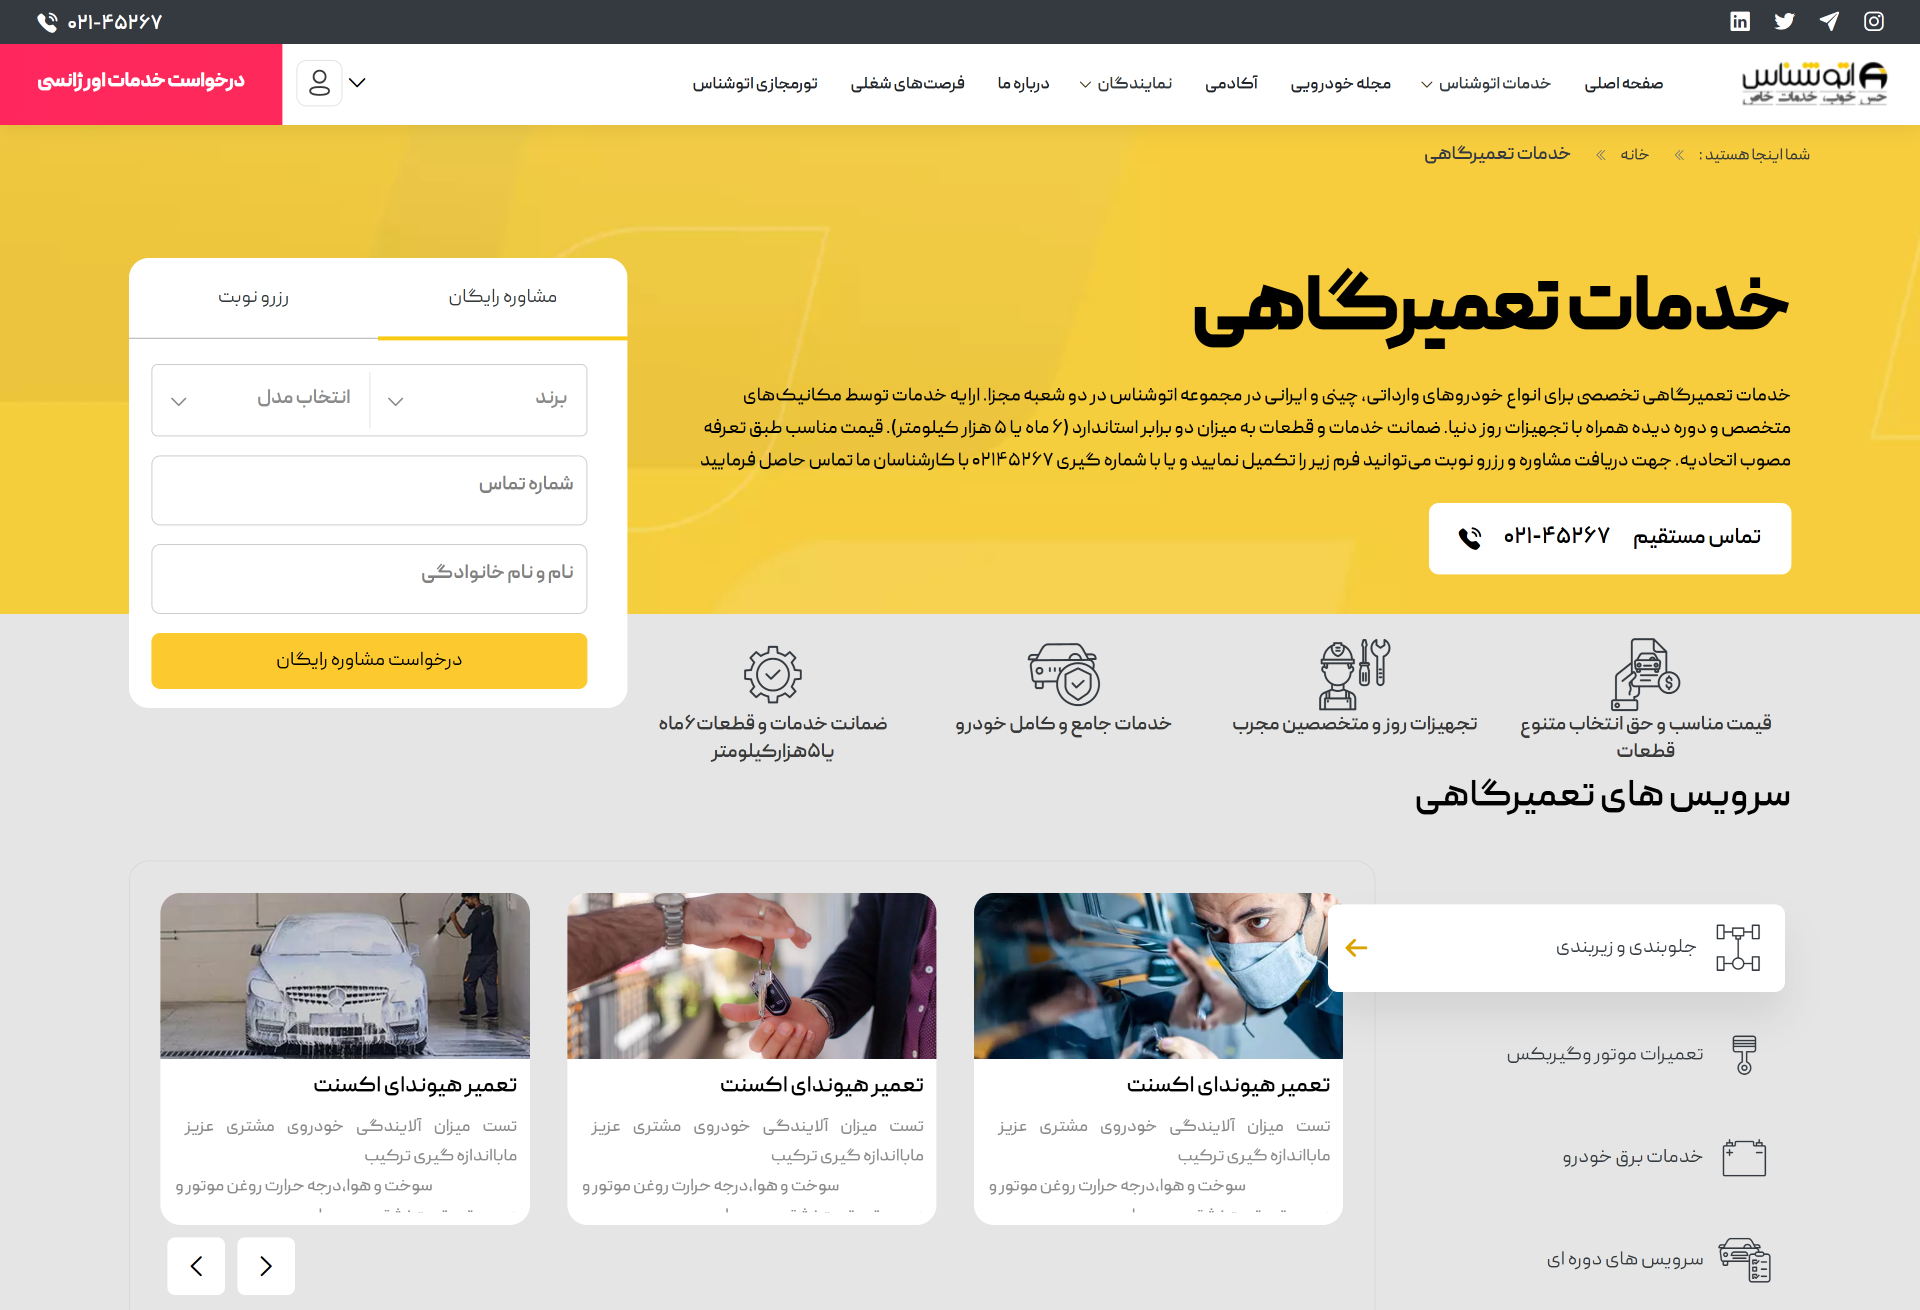 ۰۲۱-۴۵۲۶۷
اتوشناس
حس خوب، خدمات خاص
صفحه اصلی
خدمات اتوشناس
مجله خودرویی
آکادمی
نمایندگان
درباره ما
فرصت‌های شغلی
تورمجازی اتوشناس
درخواست خدمات اورژانسی
شما اینجا هستید :
خانه
خدمات تعمیرگاهی
خدمات تعمیرگاهی
خدمات تعمیرگاهی تخصصی برای انواع خودروهای وارداتی، چینی و ایرانی در مجموعه اتوشناس در دو شعبه مجزا. ارایه خدمات توسط مکانیک‌های
متخصص و دوره دیده همراه با تجهیزات روز دنیا. ضمانت خدمات و قطعات به میزان دو برابر استاندارد (۶ ماه یا ۵ هزار کیلومتر). قیمت مناسب طبق تعرفه
مصوب اتحادیه. جهت دریافت مشاوره و رزرو نوبت می‌توانید فرم زیر را تکمیل نمایید و یا با شماره گیری ۰۲۱۴۵۲۶۷ با کارشناسان ما تماس حاصل فرمایید
تماس مستقیم
۰۲۱-۴۵۲۶۷
مشاوره رایگان
رزرو نوبت
برند
انتخاب مدل
شماره تماس
نام و نام خانوادگی
درخواست مشاوره رایگان
قیمت مناسب و حق انتخاب متنوع
قطعات
تجهیزات روز و متخصصین مجرب
خدمات جامع و کامل خودرو
ضمانت خدمات و قطعات۶ماه
یا۵هزارکیلومتر
سرویس های تعمیرگاهی
جلوبندی و زیربندی
تعمیرات موتور وگیربکس
خدمات برق خودرو
سرویس های دوره ای
تعمیر هیوندای اکسنت
تست میزان آلایندگی خودروی مشتری عزیز
مابااندازه گیری ترکیب
سوخت و هوا،درجه حرارت روغن موتور و
تعمیر هیوندای اکسنت
تست میزان آلایندگی خودروی مشتری عزیز
مابااندازه گیری ترکیب
سوخت و هوا،درجه حرارت روغن موتور و
تعمیر هیوندای اکسنت
تست میزان آلایندگی خودروی مشتری عزیز
مابااندازه گیری ترکیب
سوخت و هوا،درجه حرارت روغن موتور و